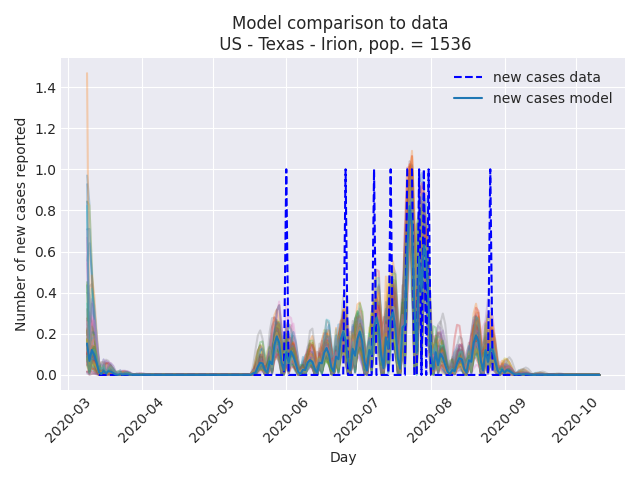 Model comparison to data
US - Texas - Irion, pop. = 1536
new cases data
new cases model
Number of new cases reported
1.4
1.2
1.0
0.8
0.6
0.4
0.2
0.0
2020-03
2020-04
2020-05
2020-06
2020-07
2020-08
2020-09
2020-10
Day